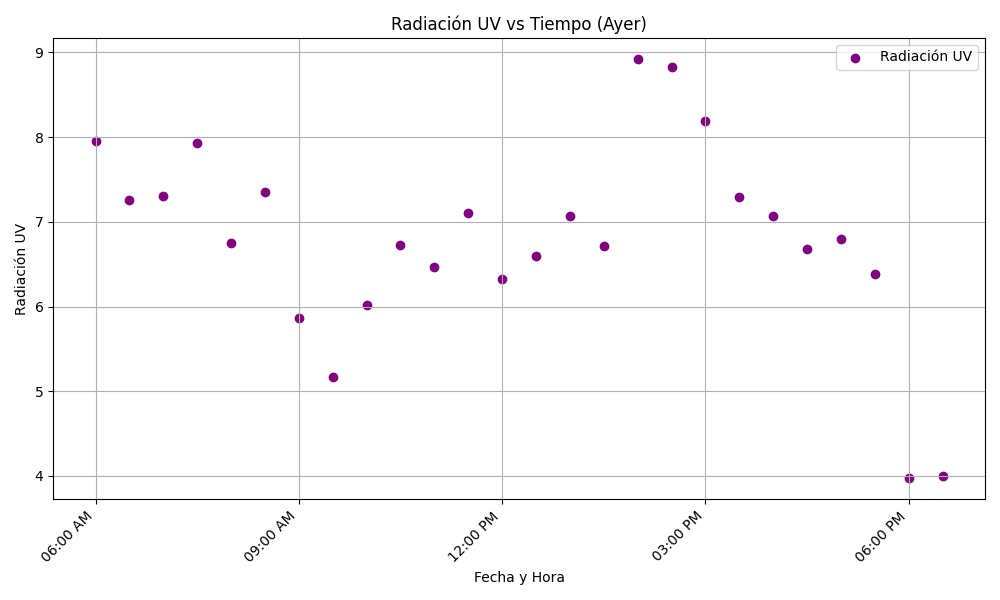 Radiación UV vs Tiempo (Ayer)
Radiación UV
9
8
7
6
5
4
Radiación UV
06:00 AM
09:00 AM
12:00 PM
03:00 PM
06:00 PM
Fecha y Hora